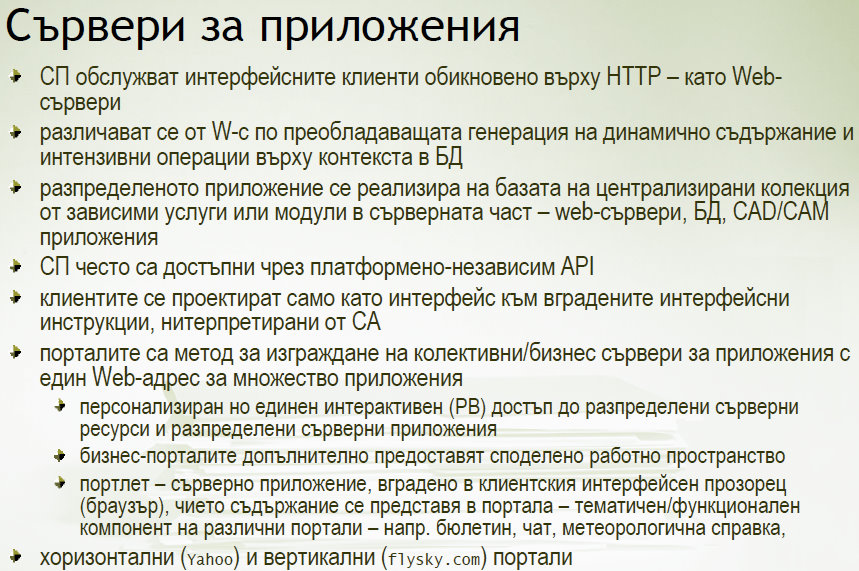 Сървери за приложения
СП обслужват интерфейсните клиенти обикновено върху HTTP – като Web-
сървери
различават се от W-с по преобладаващата генерация на динамично съдържание и
интензивни операции върху контекста в БД
разпределеното приложение се реализира на базата на централизирани колекция
от зависими услуги или модули в сърверната част – web-сървери, БД, CAD/CAM
приложения
СП често са достъпни чрез платформено-независим API
клиентите се проектират само като интерфейс към вградените интерфейсни
инструкции, нитерпретирани от СА
порталите са метод за изграждане на колективни/бизнес сървери за приложения с
един Web-адрес за множество приложения
персонализиран но единен интерактивен (РВ) достъп до разпределени сърверни
ресурси и разпределени сърверни приложения
бизнес-порталите допълнително предоставят споделено работно пространство
портлет – сърверно приложение, вградено в клиентския интерфейсен прозорец
(браузър), чието съдържание се представя в портала – тематичен/функционален
компонент на различни портали – напр. бюлетин, чат, метеорологична справка,
хоризонтални (Yahoo) и вертикални (flysky.com) портали